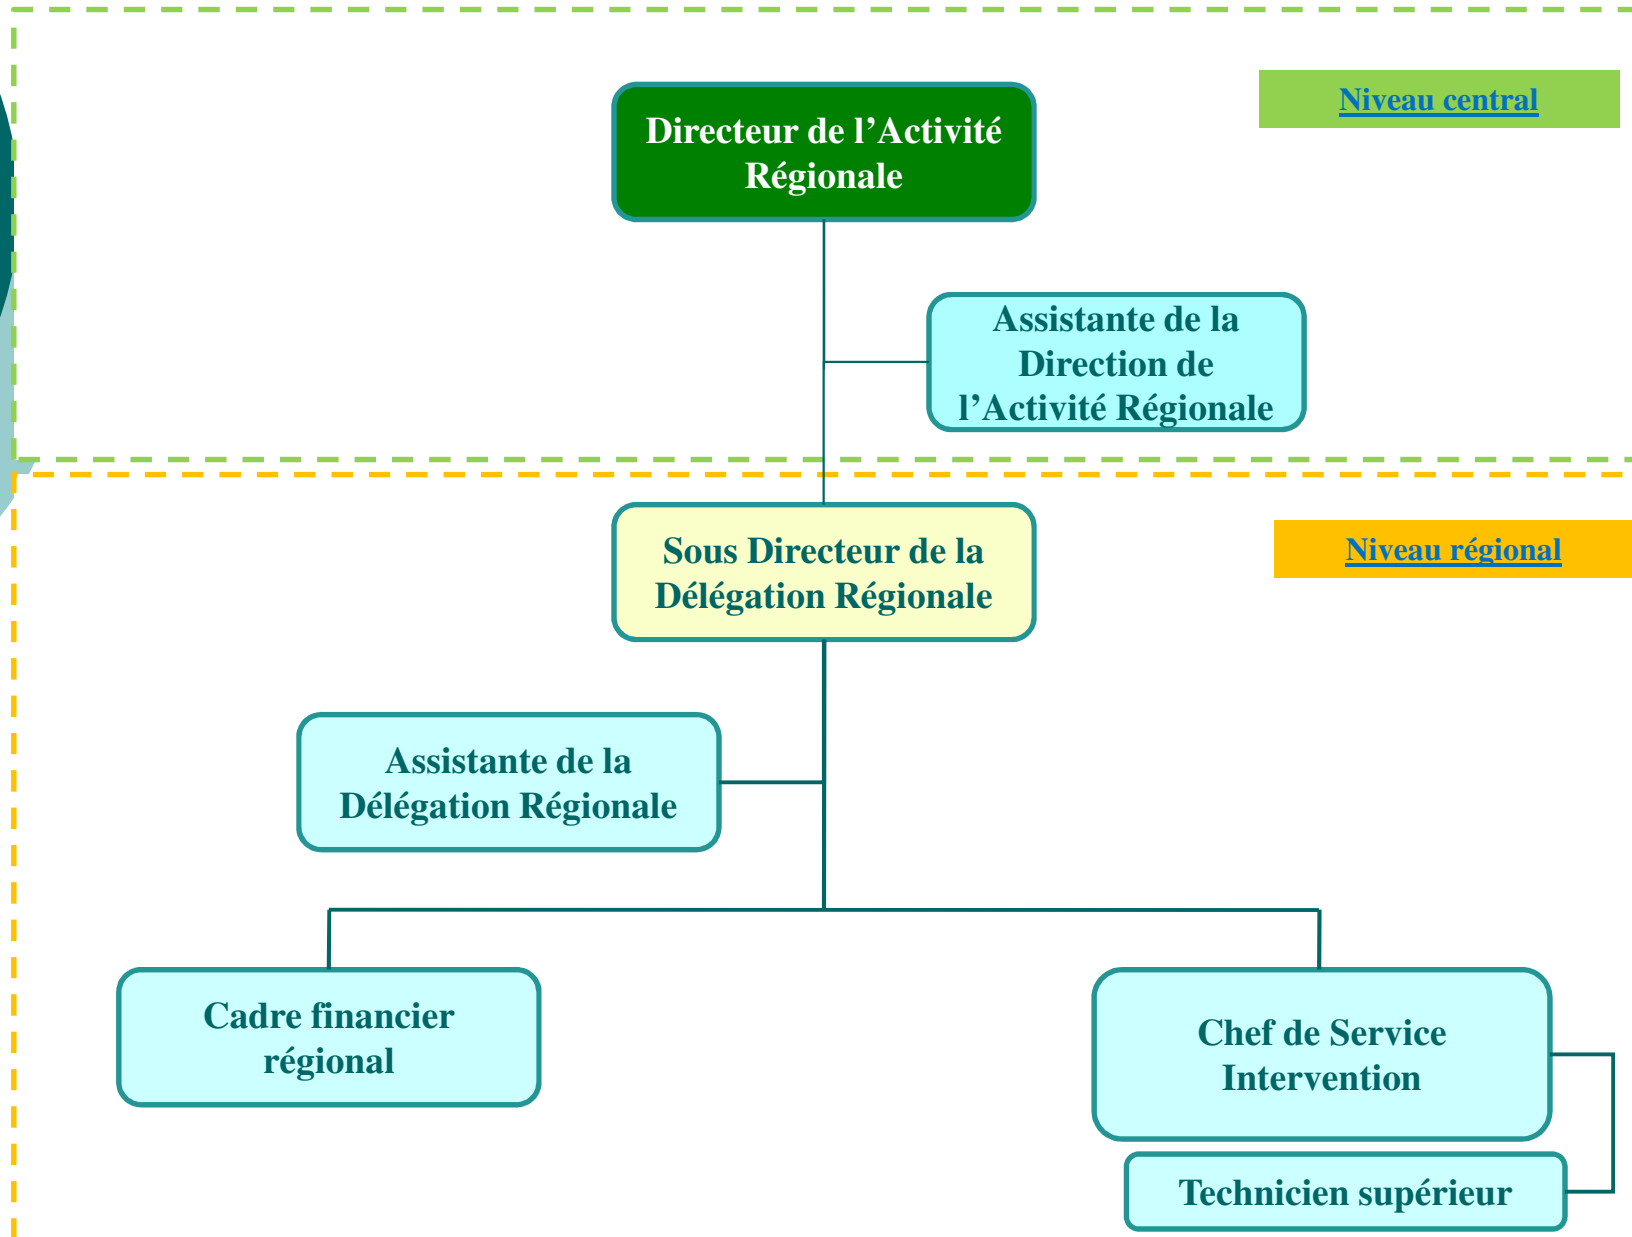 Niveau central
Directeur de l’Activité
Régionale
Assistante de la
Direction de
l’Activité Régionale
Sous Directeur de la
Délégation Régionale
Niveau régional
Assistante de la
Délégation Régionale
Cadre financier
régional
Chef de Service
Intervention
Technicien supérieur